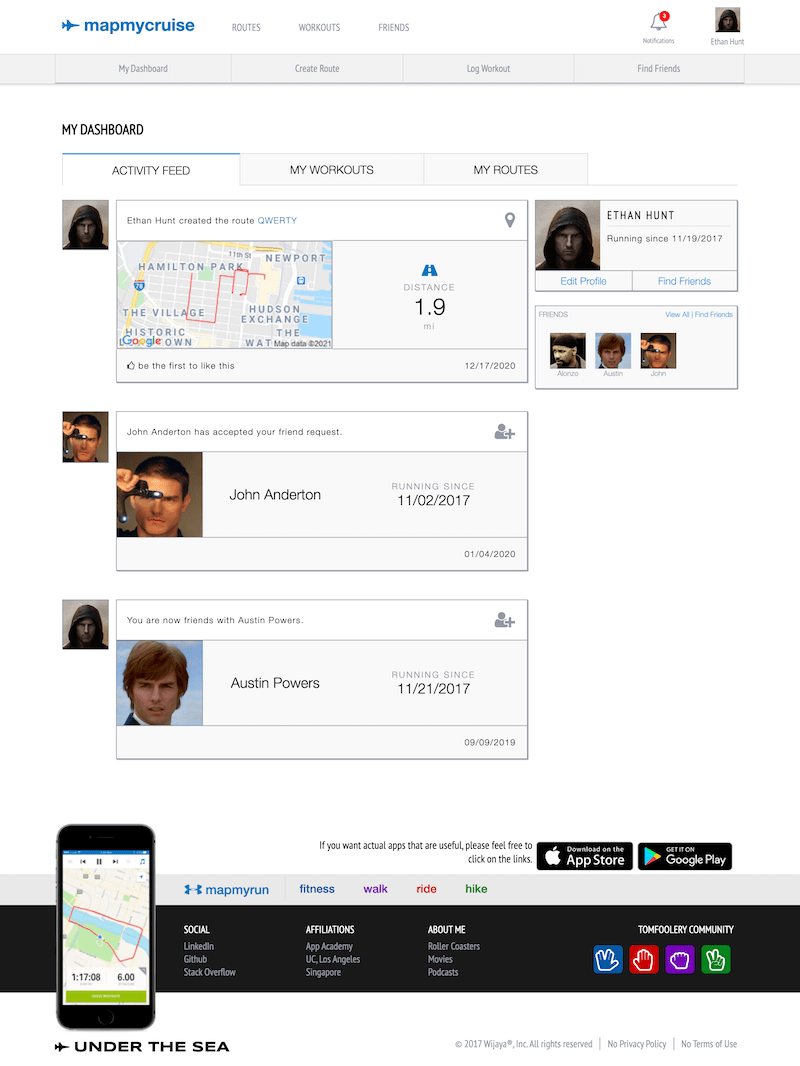 mapmycruise
ROUTES WORKOUTS FRIENDS
3
Notifications
Ethan Hunt
My Dashboard Create Route Log Workout Find Friends
MY DASHBOARD
ACTIVITY FEED MY WORKOUTS MY ROUTES
Ethan Hunt created the route QWERTY
11th St
NEWPORT
HAMILTON PARK
78
THE VILLAGE
HUDSON
EXCHANGE
HISTORIC
THE
Google
Map data ©2021
DISTANCE
1.9
mi
be the first to like this 12/17/2020
ETHAN HUNT
Running since 11/19/2017
Edit Profile Find Friends
FRIENDS View All | Find Friends
Alonzo Austin John
John Anderton has accepted your friend request.
John Anderton
RUNNING SINCE
11/02/2017
01/04/2020
You are now friends with Austin Powers.
Austin Powers
RUNNING SINCE
11/21/2017
09/09/2019
If you want actual apps that are useful, please feel free to
click on the links.
Download on the
App Store
GET IT ON
Google Play
mapmyrun fitness walk ride hike
1:17:08 6.00
SOCIAL
LinkedIn
Github
Stack Overflow
AFFILIATIONS
App Academy
UC, Los Angeles
Singapore
ABOUT ME
Roller Coasters
Movies
Podcasts
TOMFOOLERY COMMUNITY
UNDER THE SEA
© 2017 Wijaya®, Inc. All rights reserved | No Privacy Policy | No Terms of Use